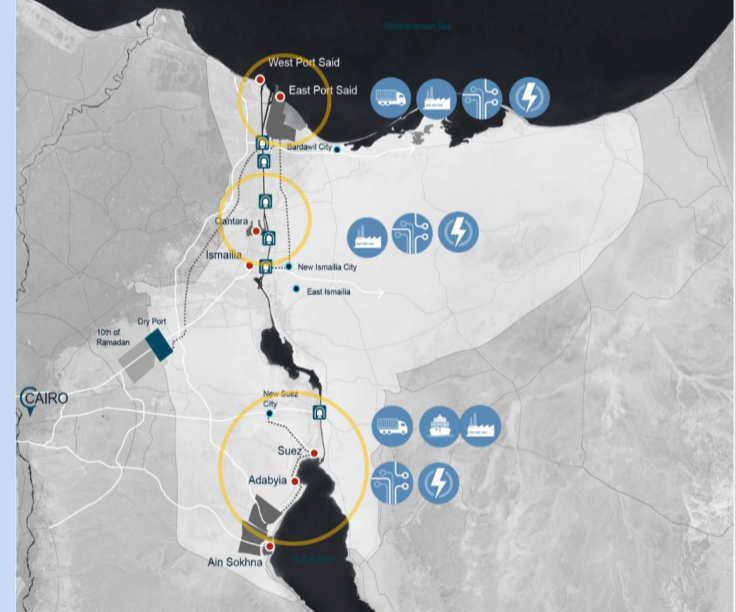 Mediterranean Sea
West Port Said
East Port Said
Bardawil City
Qantara
Ismailia
New Ismailia City
East Ismailia
Dry Port
10th of
Ramadan
CAIRO
New Suez
City
Suez
Adabyia
Ain Sokhna